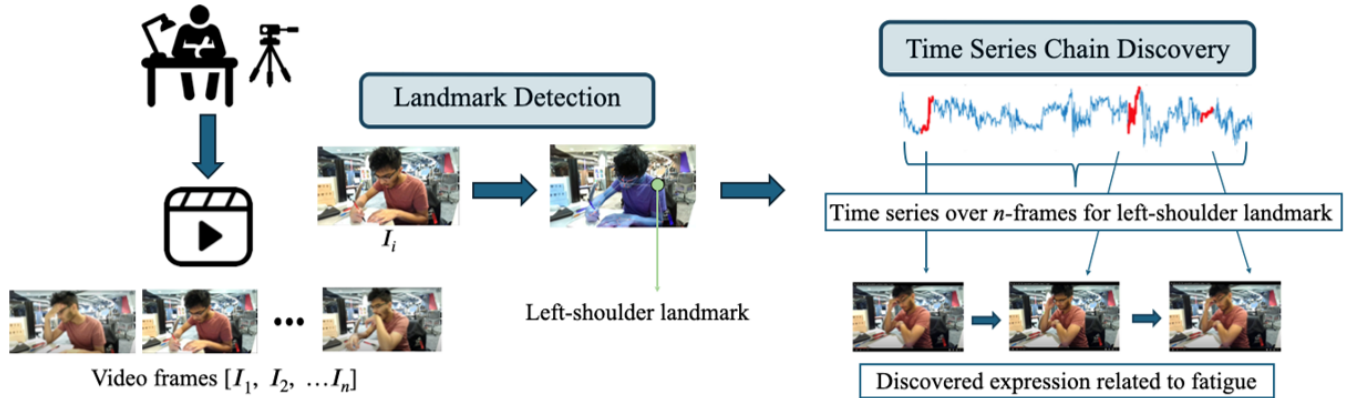 Landmark Detection
Time Series Chain Discovery
I_i
Left-shoulder landmark
Video frames [I_1, I_2, …I_n]
Time series over n-frames for left-shoulder landmark
Discovered expression related to fatigue